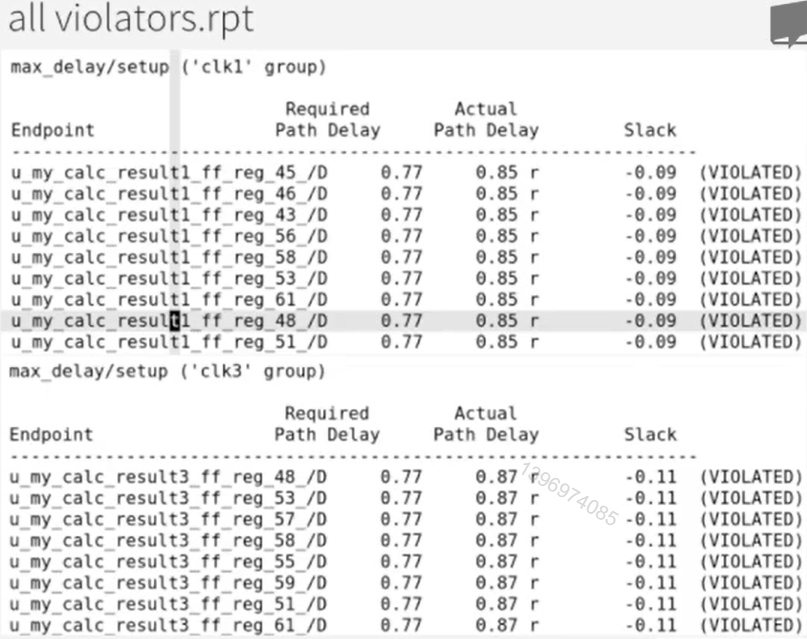 all violators.rpt
max_delay/setup ('clk1' group)
Required Actual
Endpoint Path Delay Path Delay Slack
--------------------------------------------------------------
u_my_calc_result1_ff_reg_45_/D 0.77 0.85 r -0.09 (VIOLATED)
u_my_calc_result1_ff_reg_46_/D 0.77 0.85 r -0.09 (VIOLATED)
u_my_calc_result1_ff_reg_43_/D 0.77 0.85 r -0.09 (VIOLATED)
u_my_calc_result1_ff_reg_56_/D 0.77 0.85 r -0.09 (VIOLATED)
u_my_calc_result1_ff_reg_58_/D 0.77 0.85 r -0.09 (VIOLATED)
u_my_calc_result1_ff_reg_53_/D 0.77 0.85 r -0.09 (VIOLATED)
u_my_calc_result1_ff_reg_61_/D 0.77 0.85 r -0.09 (VIOLATED)
u_my_calc_result1_ff_reg_48_/D 0.77 0.85 r -0.09 (VIOLATED)
u_my_calc_result1_ff_reg_51_/D 0.77 0.85 r -0.09 (VIOLATED)
max_delay/setup ('clk3' group)
Required Actual
Endpoint Path Delay Path Delay Slack
--------------------------------------------------------------
u_my_calc_result3_ff_reg_48_/D 0.77 0.87 r -0.11 (VIOLATED)
u_my_calc_result3_ff_reg_53_/D 0.77 0.87 r -0.11 (VIOLATED)
u_my_calc_result3_ff_reg_57_/D 0.77 0.87 r -0.11 (VIOLATED)
u_my_calc_result3_ff_reg_58_/D 0.77 0.87 r -0.11 (VIOLATED)
u_my_calc_result3_ff_reg_55_/D 0.77 0.87 r -0.11 (VIOLATED)
u_my_calc_result3_ff_reg_59_/D 0.77 0.87 r -0.11 (VIOLATED)
u_my_calc_result3_ff_reg_51_/D 0.77 0.87 r -0.11 (VIOLATED)
u_my_calc_result3_ff_reg_61_/D 0.77 0.87 r -0.11 (VIOLATED)
1396974085